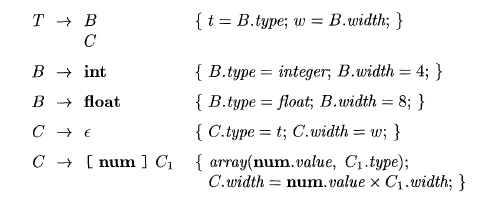 T → B { t = B.type; w = B.width; }
C
B → int { B.type = integer; B.width = 4; }
B → float { B.type = float; B.width = 8; }
C → ϵ { C.type = t; C.width = w; }
C → [ num ] C₁ { array(num.value, C₁.type);
C.width = num.value × C₁.width; }